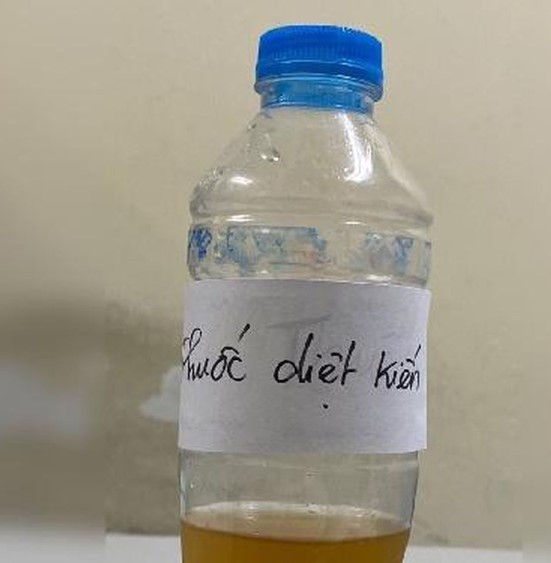 Thuốc diệt kiến